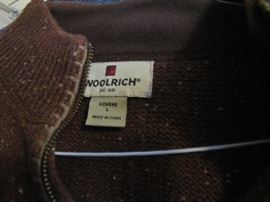 WOOLRICH
EST. 1830
WOMENS
L
MADE IN CHINA